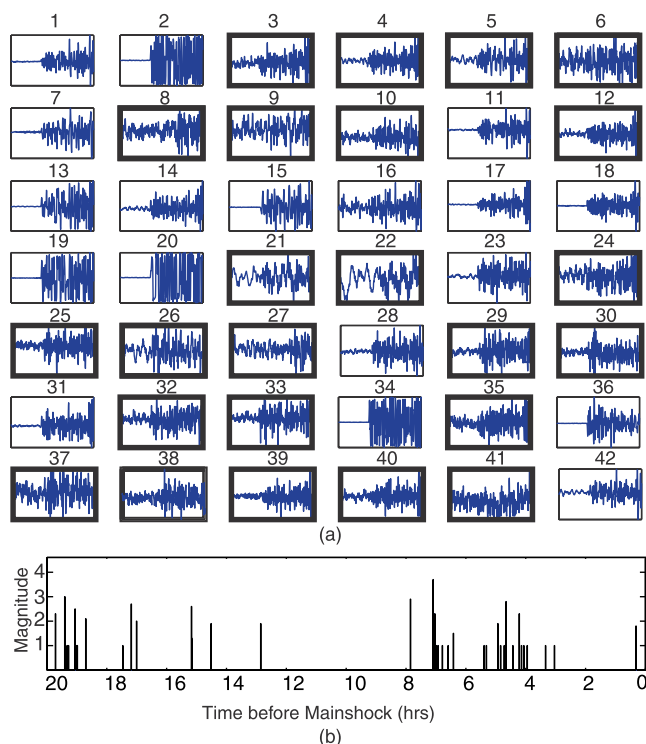 1 2 3 4 5 6
7 8 9 10 11 12
13 14 15 16 17 18
19 20 21 22 23 24
25 26 27 28 29 30
31 32 33 34 35 36
37 38 39 40 41 42
(a)
Magnitude
4
3
2
1
20 18 16 14 12 10 8 6 4 2 0
Time before Mainshock (hrs)
(b)